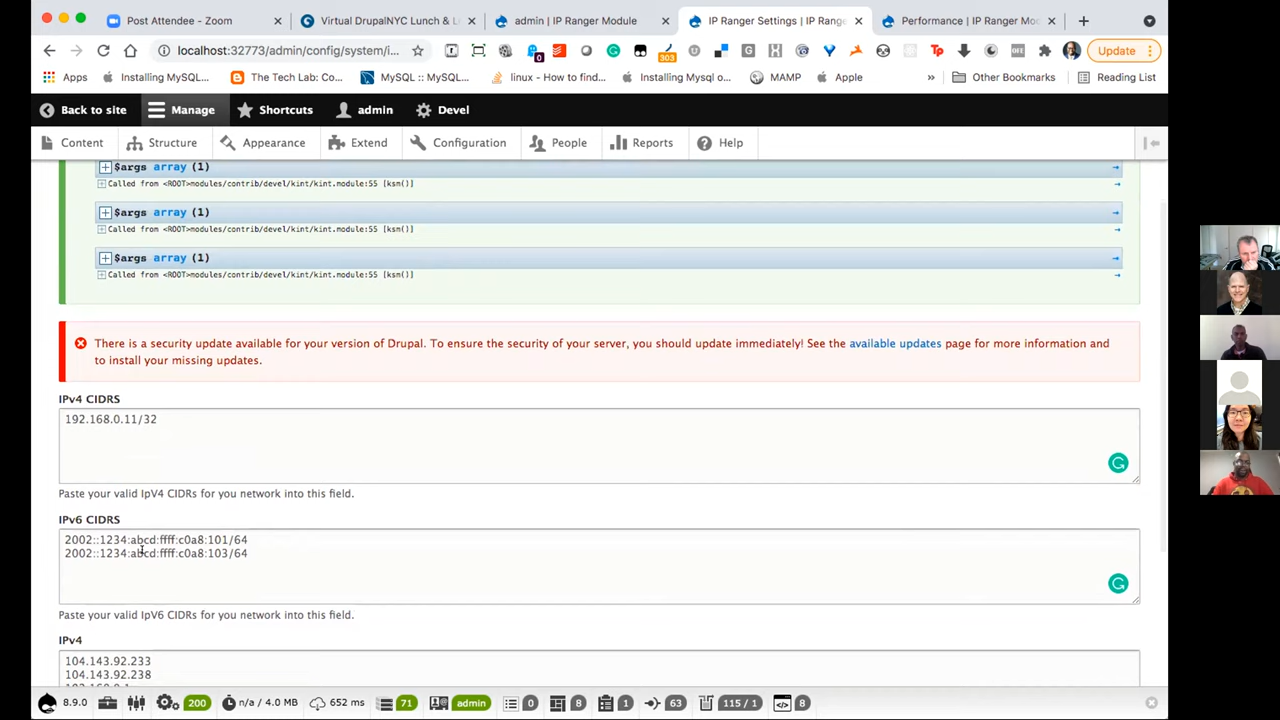 Post Attendee - Zoom
Virtual DrupalNYC Lunch & L
admin | IP Ranger Module
IP Ranger Settings | IP Range
Performance | IP Ranger Mod
localhost:32773/admin/config/system/i...
0
303
Update
Apps
Installing MySQL...
The Tech Lab: Co...
MySQL :: MySQL...
linux - How to find...
Installing Mysql o...
MAMP
Apple
»
Other Bookmarks
Reading List
Back to site
Manage
Shortcuts
admin
Devel
Content
Structure
Appearance
Extend
Configuration
People
Reports
Help
$args array (1)
Called from <ROOT>modules/contrib/devel/kint/kint.module:55 [ksm()]
$args array (1)
Called from <ROOT>modules/contrib/devel/kint/kint.module:55 [ksm()]
$args array (1)
Called from <ROOT>modules/contrib/devel/kint/kint.module:55 [ksm()]
There is a security update available for your version of Drupal. To ensure the security of your server, you should update immediately! See the available updates page for more information and
to install your missing updates.
IPv4 CIDRS
192.168.0.11/32
Paste your valid IpV4 CIDRs for you network into this field.
IPv6 CIDRS
2002::1234:abcd:ffff:c0a8:101/64
2002::1234:abcd:ffff:c0a8:103/64
Paste your valid IpV6 CIDRs for you network into this field.
IPv4
104.143.92.233
104.143.92.238
8.9.0
200
n/a / 4.0 MB
652 ms
71
admin
0
8
1
63
115 / 1
8